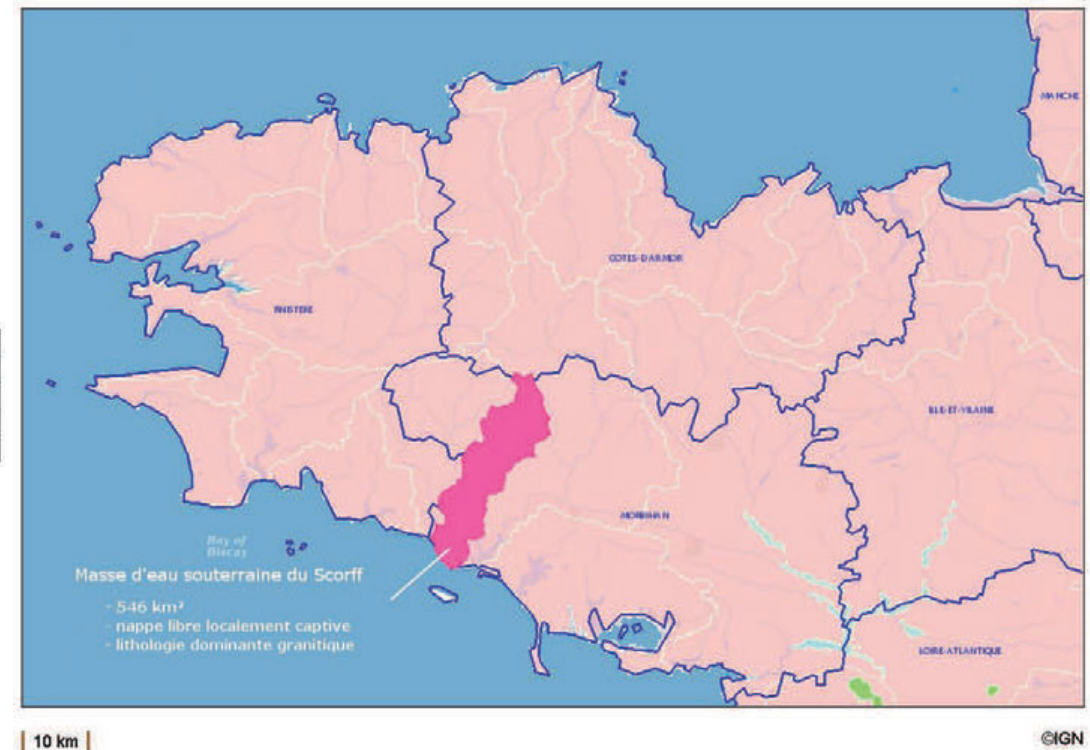 MANCHE
COTES-D'ARMOR
FINISTERE
ILLE-ET-VILAINE
MORBIHAN
Bay of
Biscay
Masse d'eau souterraine du Scorff
- 546 km²
- nappe libre localement captive
- lithologie dominante granitique
LOIRE-ATLANTIQUE
10 km
©IGN